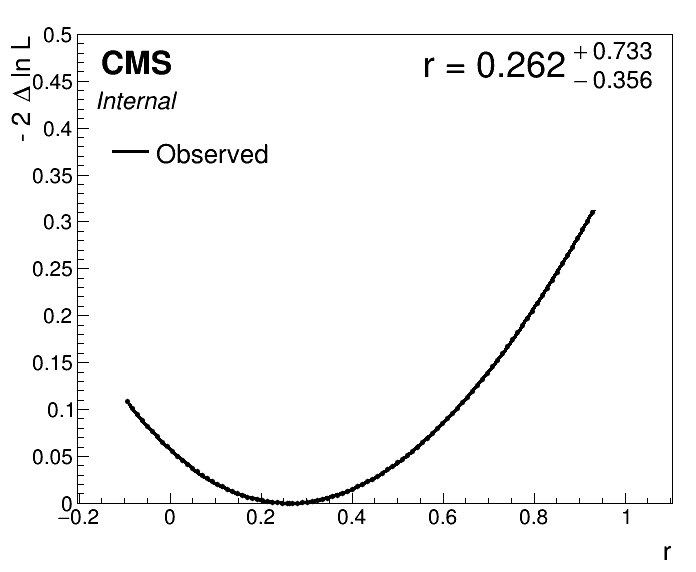 CMS
Internal
r = 0.262 +0.733 −0.356
Observed
- 2 Δ ln L
0.5
0.45
0.4
0.35
0.3
0.25
0.2
0.15
0.1
0.05
0
−0.2 0 0.2 0.4 0.6 0.8 1
r